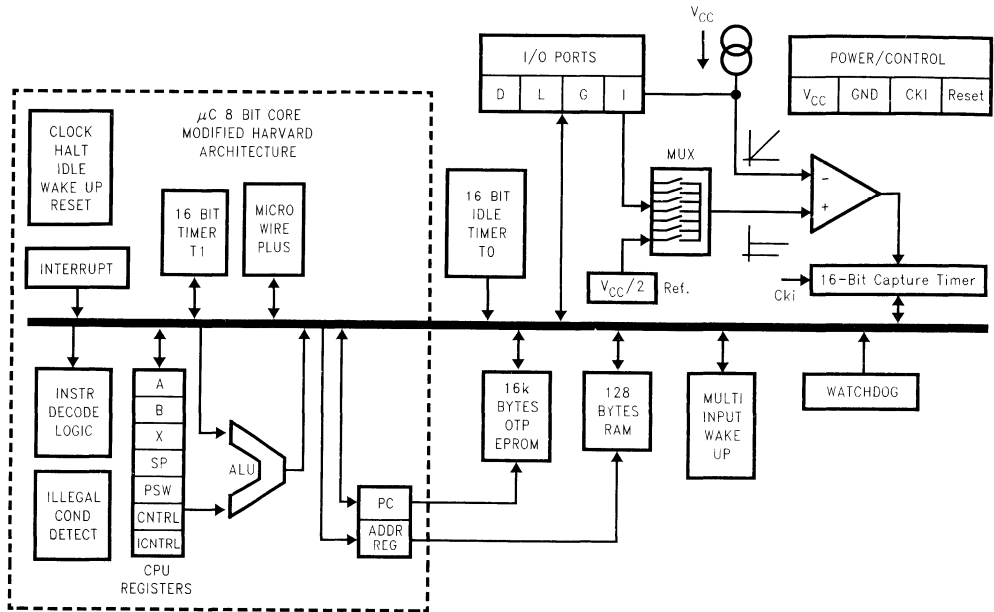 V_CC
I/O PORTS
D L G I
POWER/CONTROL
V_CC GND CKI Reset
μC 8 BIT CORE
MODIFIED HARVARD
ARCHITECTURE
CLOCK
HALT
IDLE
WAKE UP
RESET
INTERRUPT
16 BIT
TIMER
T1
MICRO
WIRE
PLUS
16 BIT
IDLE
TIMER
T0
MUX
V_CC/2 Ref.
-
+
Cki
16-Bit Capture Timer
INSTR
DECODE
LOGIC
ILLEGAL
COND
DETECT
A
B
X
SP
PSW
CNTRL
ICNTRL
CPU
REGISTERS
ALU
PC
ADDR
REG
16k
BYTES
OTP
EPROM
128
BYTES
RAM
MULTI
INPUT
WAKE
UP
WATCHDOG